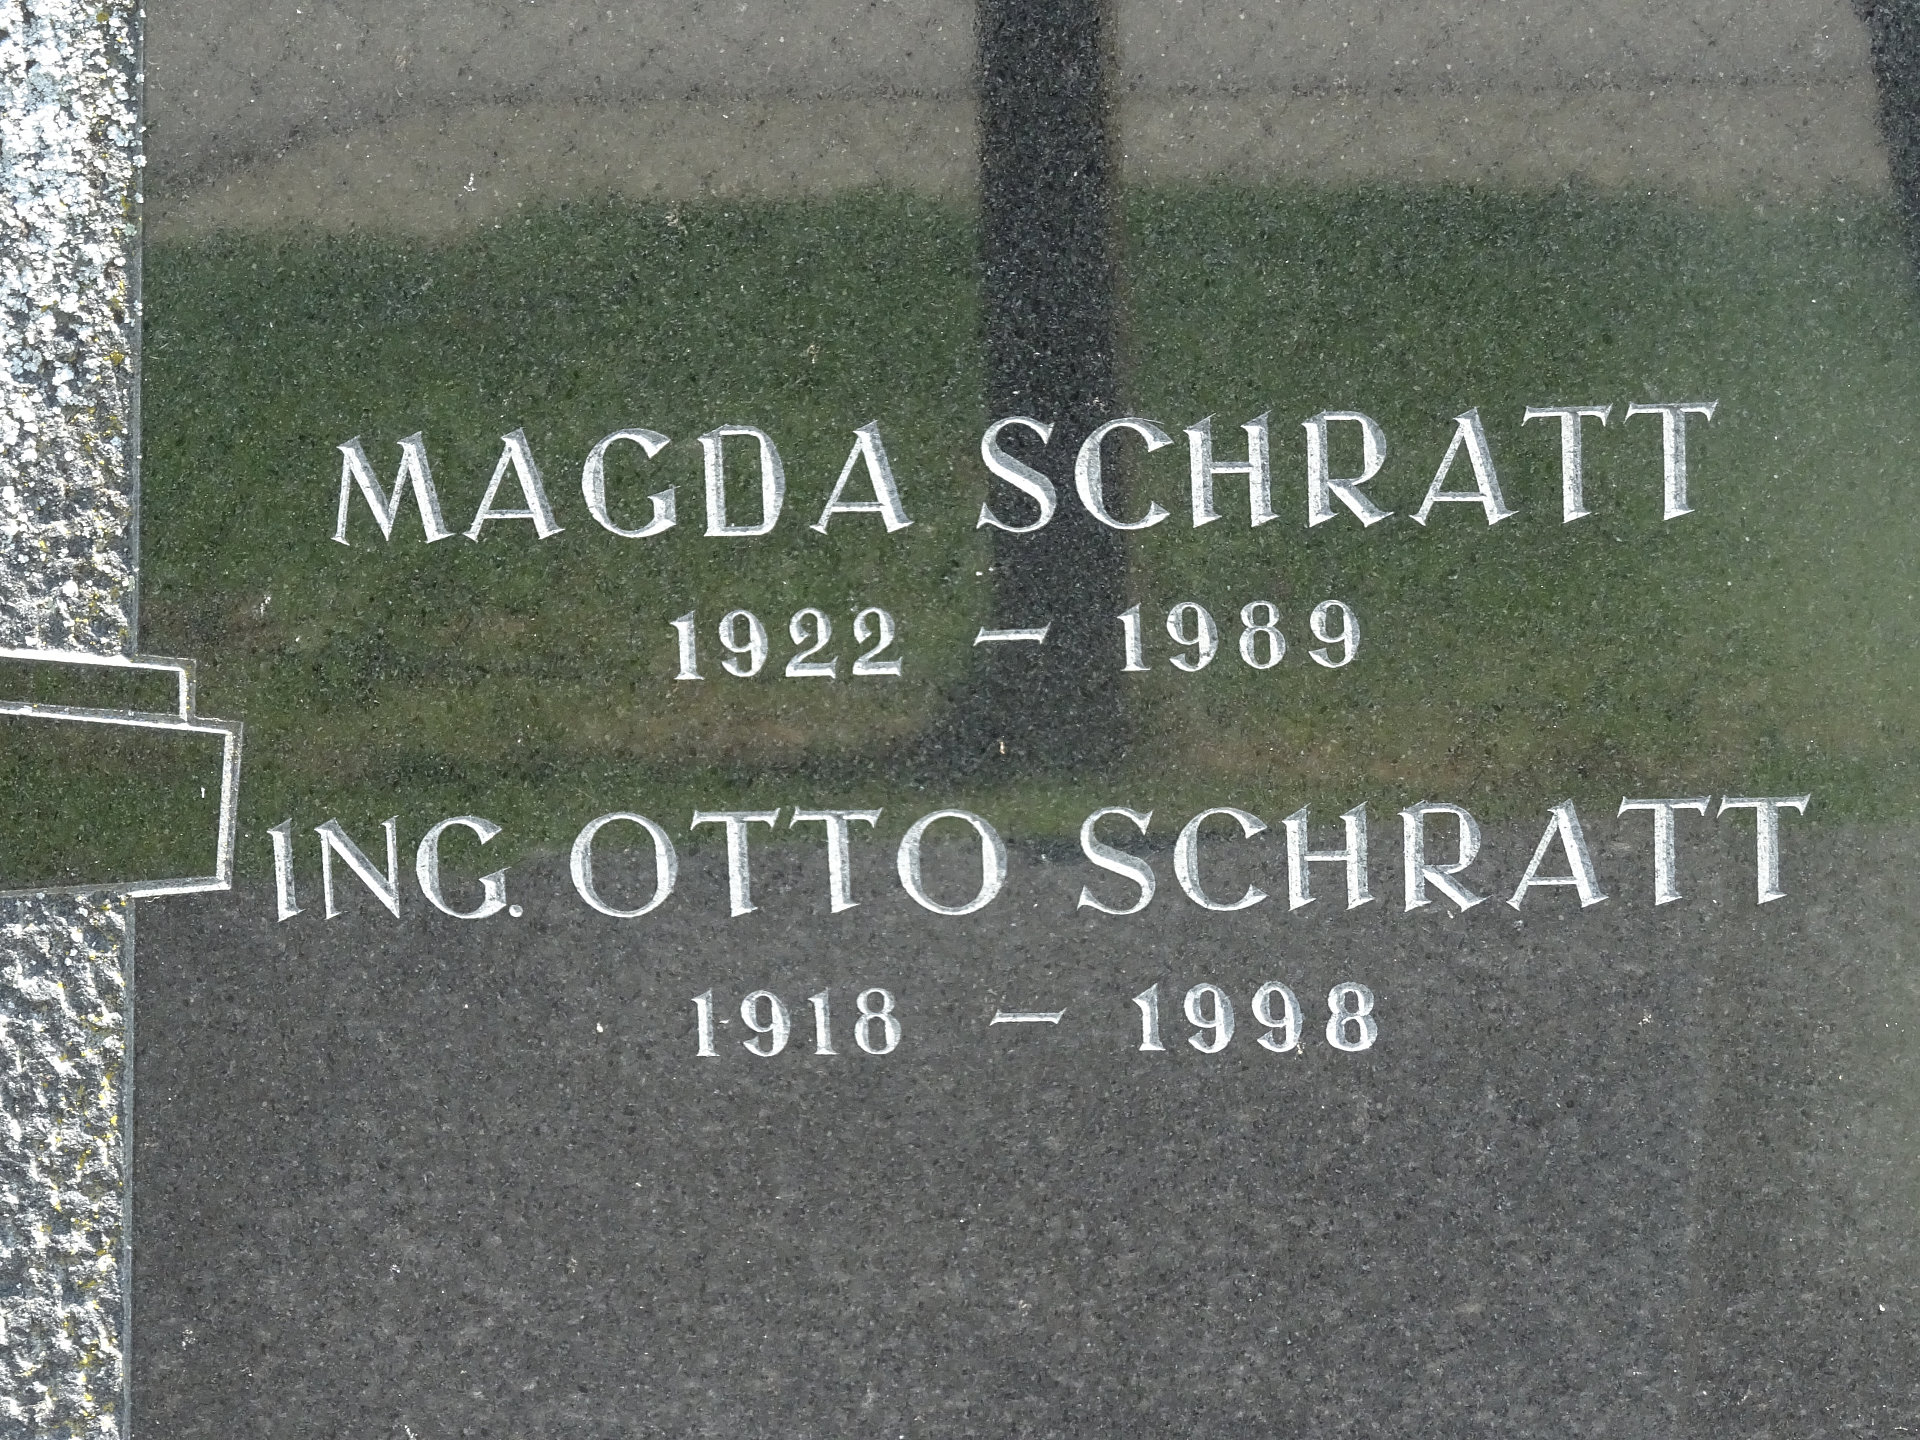 MAGDA SCHRATT
1922 – 1989
ING. OTTO SCHRATT
1918 – 1998